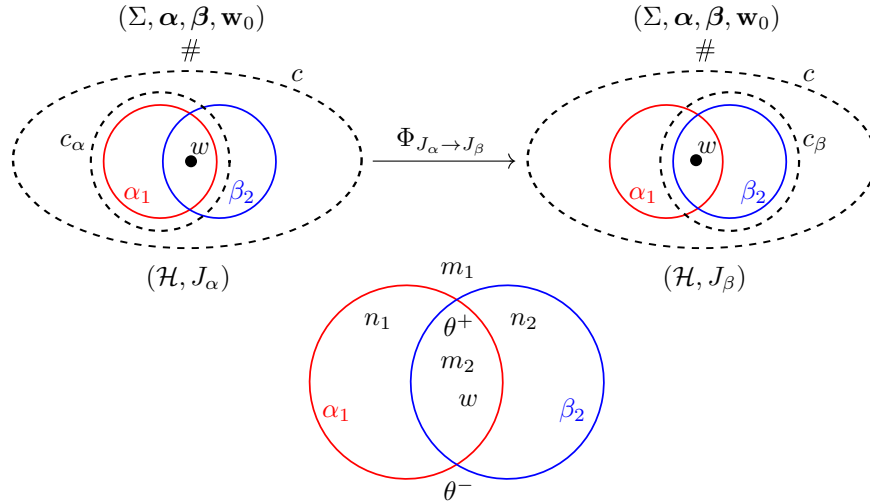 (Σ, α, β, w₀) (Σ, α, β, w₀)
# #
c c
c_α w Φ_{J_α→J_β} w c_β
α₁ β₂ α₁ β₂
(ℋ, J_α) (ℋ, J_β)
m₁
n₁ θ⁺ n₂
m₂
w
α₁ β₂
θ⁻